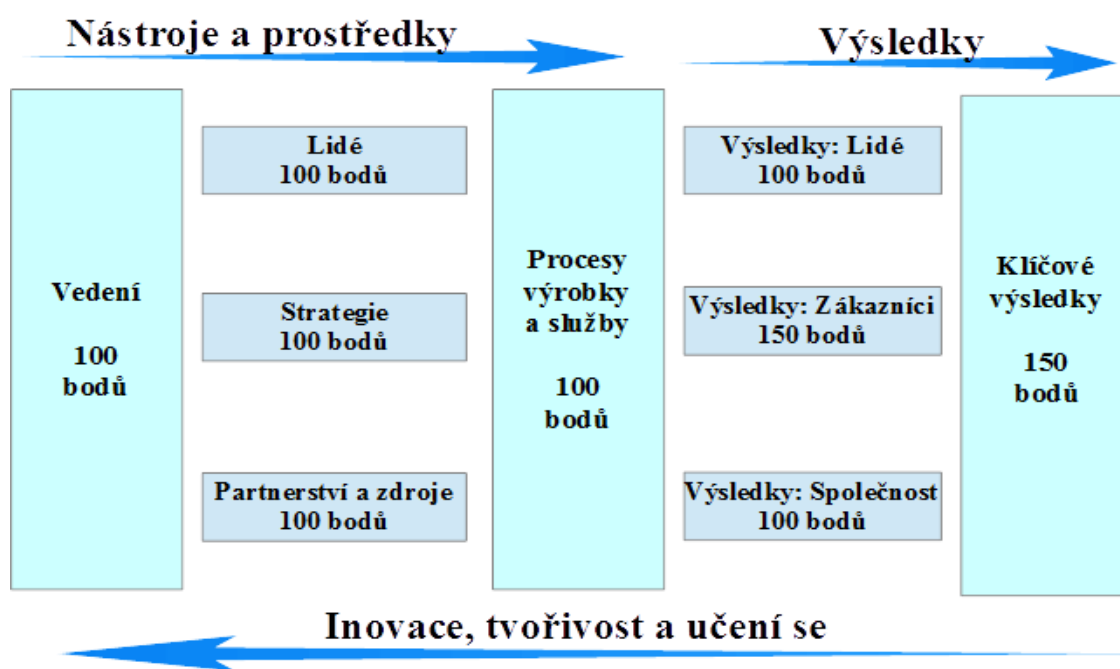 Nástroje a prostředky
Výsledky
Vedení
100
bodů
Lidé
100 bodů
Strategie
100 bodů
Partnerství a zdroje
100 bodů
Procesy
výrobky
a služby
100
bodů
Výsledky: Lidé
100 bodů
Výsledky: Zákazníci
150 bodů
Výsledky: Společnost
100 bodů
Klíčové
výsledky
150
bodů
Inovace, tvořivost a učení se